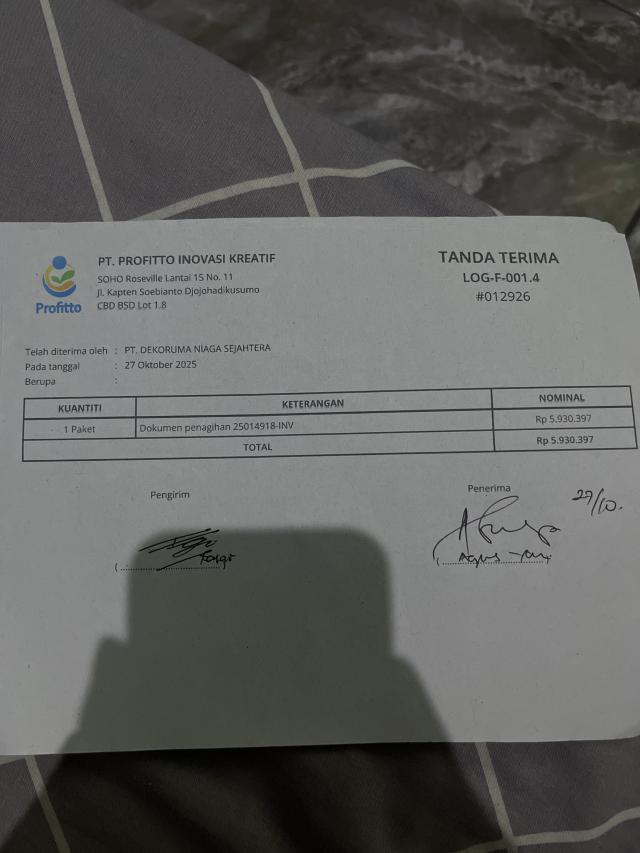 Profitto
PT. PROFITTO INOVASI KREATIF
SOHO Roseville Lantai 15 No. 11
Jl. Kapten Soebianto Djojohadikusumo
CBD BSD Lot 1.8
TANDA TERIMA
LOG-F-001.4
#012926
Telah diterima oleh : PT. DEKORUMA NIAGA SEJAHTERA
Pada tanggal : 27 Oktober 2025
Berupa :
KUANTITI KETERANGAN NOMINAL
1 Paket Dokumen penagihan 25014918-INV Rp 5.930.397
TOTAL Rp 5.930.397
Pengirim
Penerima
27/10.
Agus